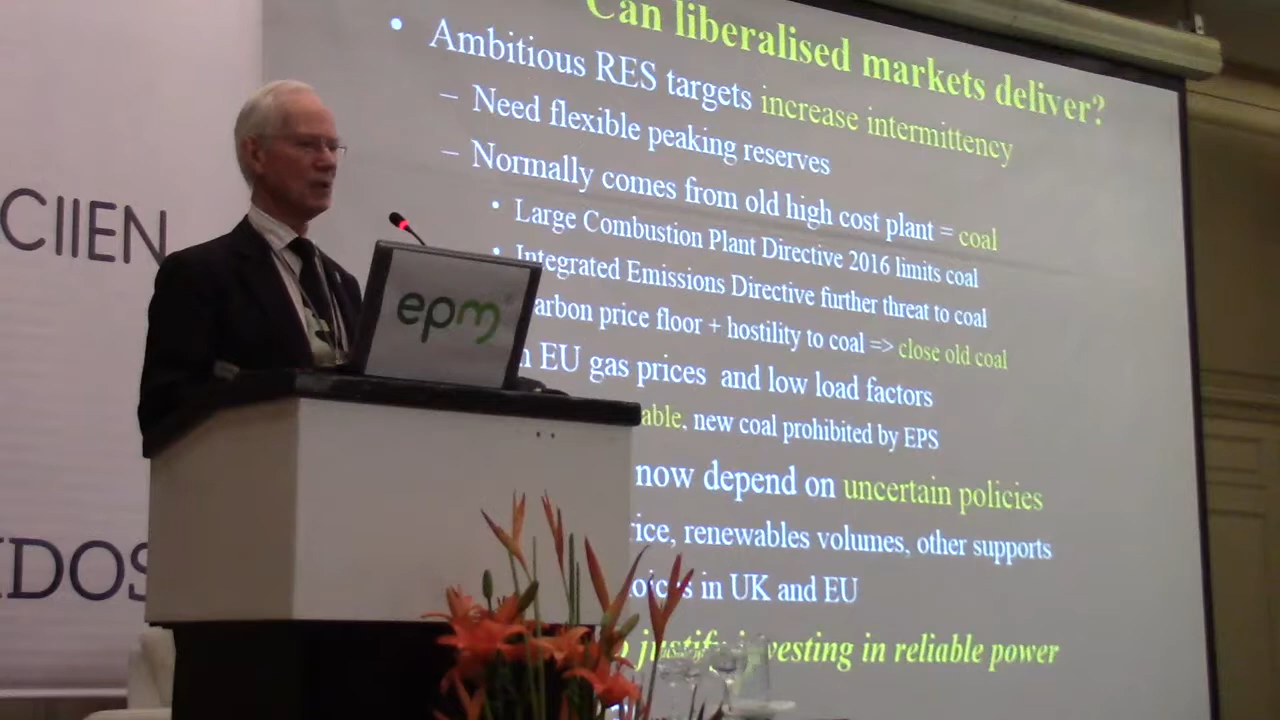 Can liberalised markets deliver?
• Ambitious RES targets increase intermittency
– Need flexible peaking reserves
– Normally comes from old high cost plant = coal
• Large Combustion Plant Directive 2016 limits coal
• Integrated Emissions Directive further threat to coal
arbon price floor + hostility to coal => close old coal
EU gas prices and low load factors
able, new coal prohibited by EPS
now depend on uncertain policies
rice, renewables volumes, other supports
in UK and EU
justify investing in reliable power
CIIEN
IDOS
epm